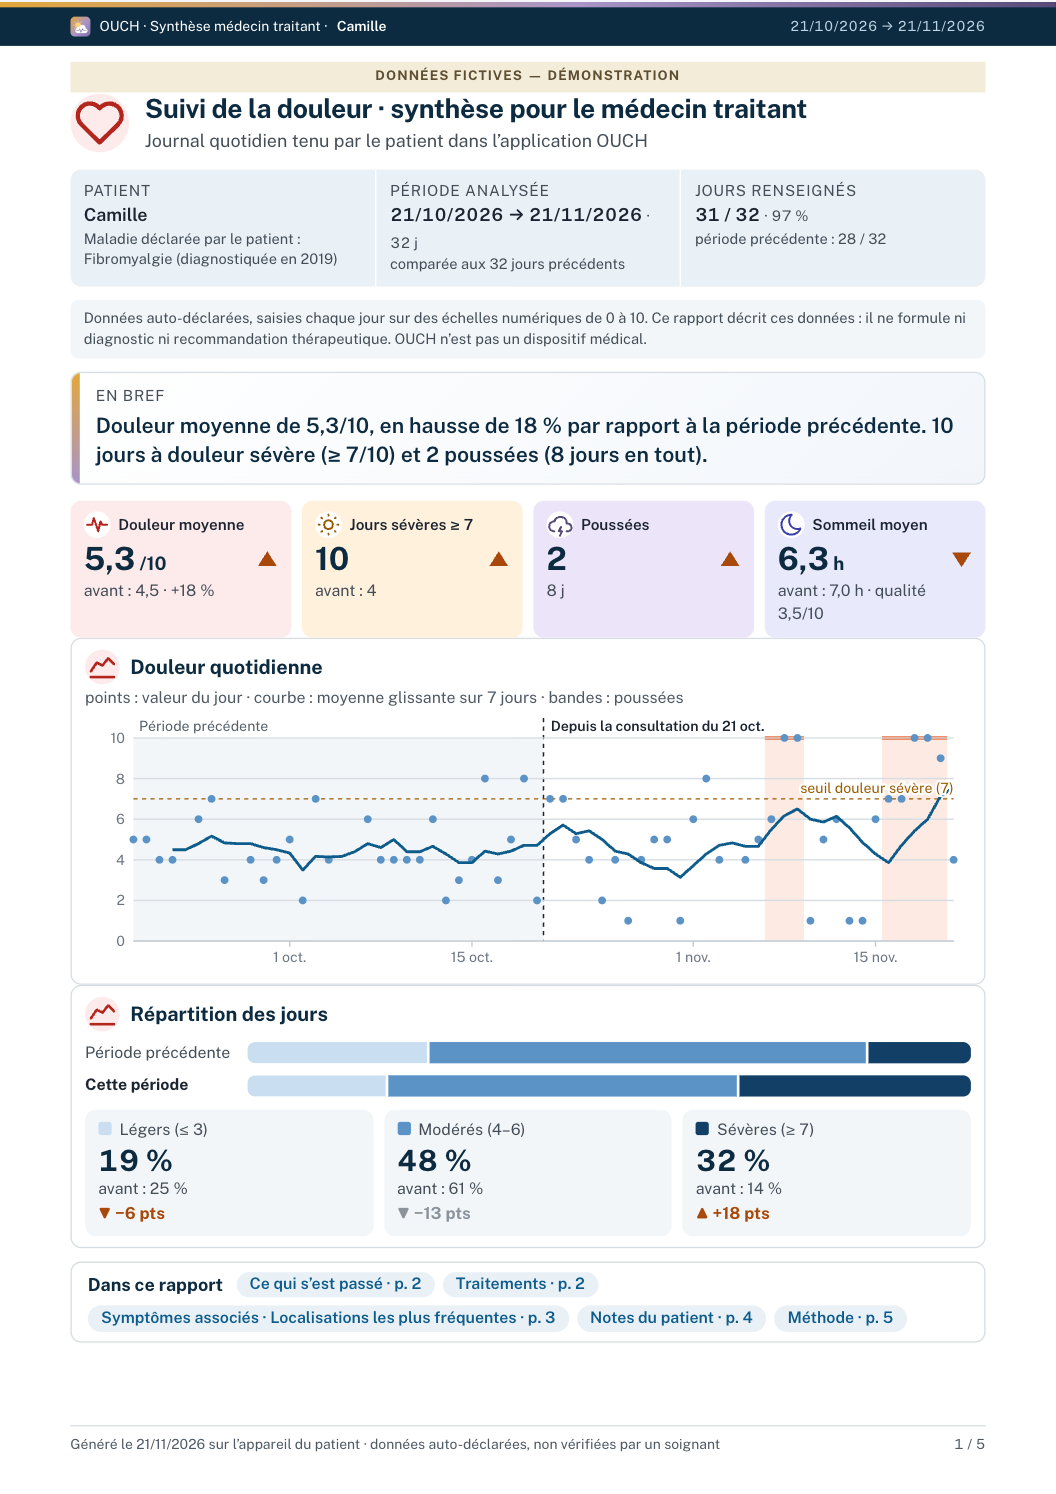 OUCH · Synthèse médecin traitant · Camille
21/10/2026 → 21/11/2026
DONNÉES FICTIVES — DÉMONSTRATION
Suivi de la douleur · synthèse pour le médecin traitant
Journal quotidien tenu par le patient dans l’application OUCH
PATIENT
Camille
Maladie déclarée par le patient :
Fibromyalgie (diagnostiquée en 2019)
PÉRIODE ANALYSÉE
21/10/2026 → 21/11/2026 ·
32 j
comparée aux 32 jours précédents
JOURS RENSEIGNÉS
31 / 32 · 97 %
période précédente : 28 / 32
Données auto-déclarées, saisies chaque jour sur des échelles numériques de 0 à 10. Ce rapport décrit ces données : il ne formule ni
diagnostic ni recommandation thérapeutique. OUCH n’est pas un dispositif médical.
EN BREF
Douleur moyenne de 5,3/10, en hausse de 18 % par rapport à la période précédente. 10
jours à douleur sévère (≥ 7/10) et 2 poussées (8 jours en tout).
Douleur moyenne
5,3 /10 ▲
avant : 4,5 · +18 %
Jours sévères ≥ 7
10 ▲
avant : 4
Poussées
2 ▲
8 j
Sommeil moyen
6,3 h ▼
avant : 7,0 h · qualité
3,5/10
Douleur quotidienne
points : valeur du jour · courbe : moyenne glissante sur 7 jours · bandes : poussées
Période précédente
Depuis la consultation du 21 oct.
10
8
seuil douleur sévère (7)
6
4
2
0
1 oct.
15 oct.
1 nov.
15 nov.
Répartition des jours
Période précédente
Cette période
Légers (≤ 3)
19 %
avant : 25 %
▼ −6 pts
Modérés (4–6)
48 %
avant : 61 %
▼ −13 pts
Sévères (≥ 7)
32 %
avant : 14 %
▲ +18 pts
Dans ce rapport
Ce qui s’est passé · p. 2
Traitements · p. 2
Symptômes associés · Localisations les plus fréquentes · p. 3
Notes du patient · p. 4
Méthode · p. 5
Généré le 21/11/2026 sur l’appareil du patient · données auto-déclarées, non vérifiées par un soignant
1 / 5